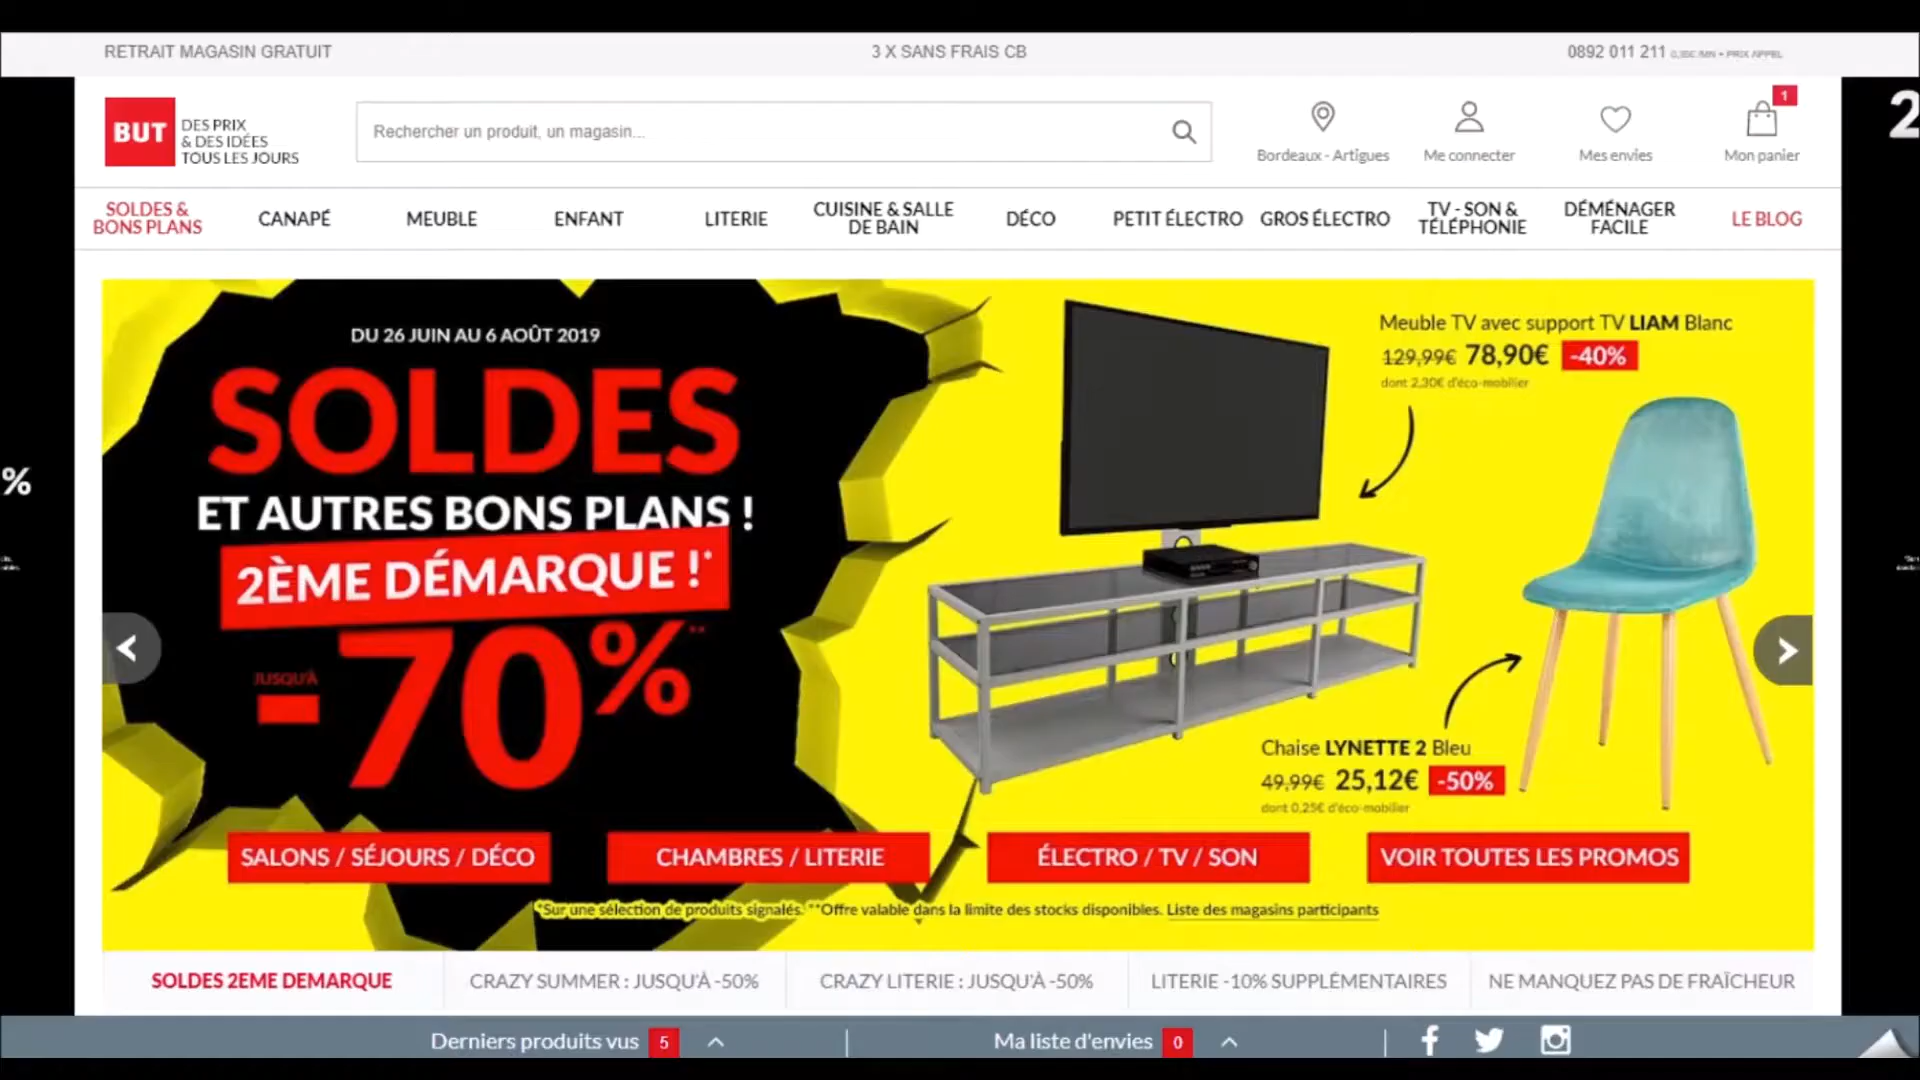 RETRAIT MAGASIN GRATUIT
3 X SANS FRAIS CB
0892 011 211 0,35€/MN + PRIX APPEL
BUT
DES PRIX
& DES IDÉES
TOUS LES JOURS
Rechercher un produit, un magasin...
Bordeaux - Artigues
Me connecter
Mes envies
1
Mon panier
2
SOLDES &
BONS PLANS
CANAPÉ
MEUBLE
ENFANT
LITERIE
CUISINE & SALLE
DE BAIN
DÉCO
PETIT ÉLECTRO
GROS ÉLECTRO
TV - SON &
TÉLÉPHONIE
DÉMÉNAGER
FACILE
LE BLOG
%
DU 26 JUIN AU 6 AOÛT 2019
SOLDES
ET AUTRES BONS PLANS !
2ÈME DÉMARQUE !*
JUSQU'À
-70%**
Meuble TV avec support TV LIAM Blanc
129,99€ 78,90€ -40%
dont 2,30€ d'éco-mobilier
Chaise LYNETTE 2 Bleu
49,99€ 25,12€ -50%
dont 0,25€ d'éco-mobilier
SALONS / SÉJOURS / DÉCO
CHAMBRES / LITERIE
ÉLECTRO / TV / SON
VOIR TOUTES LES PROMOS
*Sur une sélection de produits signalés. **Offre valable dans la limite des stocks disponibles. Liste des magasins participants
SOLDES 2EME DEMARQUE
CRAZY SUMMER : JUSQU'À -50%
CRAZY LITERIE : JUSQU'À -50%
LITERIE -10% SUPPLÉMENTAIRES
NE MANQUEZ PAS DE FRAÎCHEUR
Derniers produits vus 5
Ma liste d'envies 0